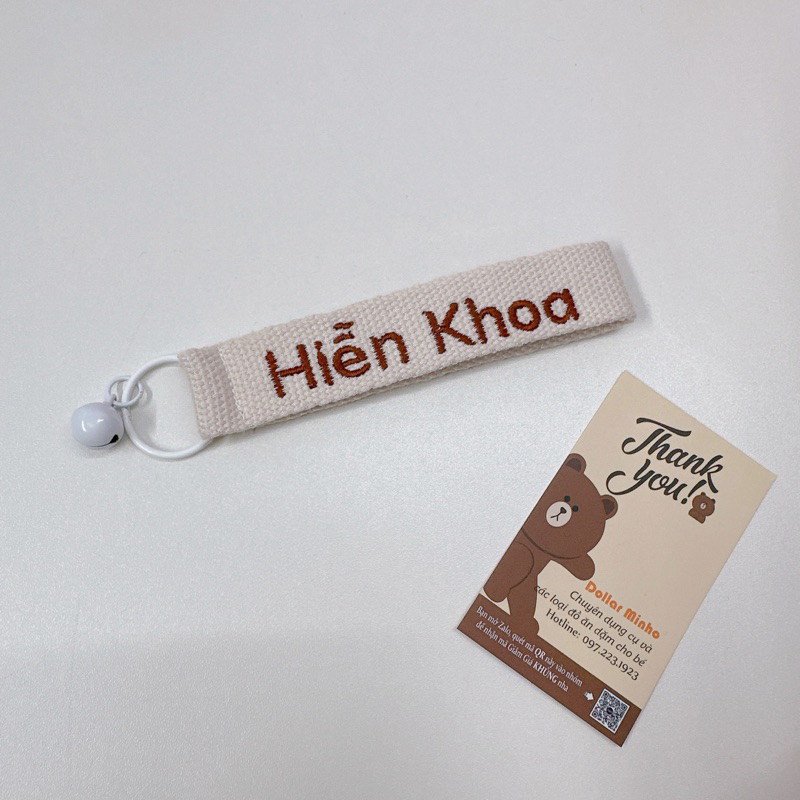 Hiễn Khoa
Thank
you!
Dollar Minho
Chuyên dụng cụ và
các loại đồ ăn dặm cho bé
Hotline: 097.223.1923
Bạn mở Zalo, quét mã QR này vào nhóm
để nhận mã Giảm Giá KHỦNG nha